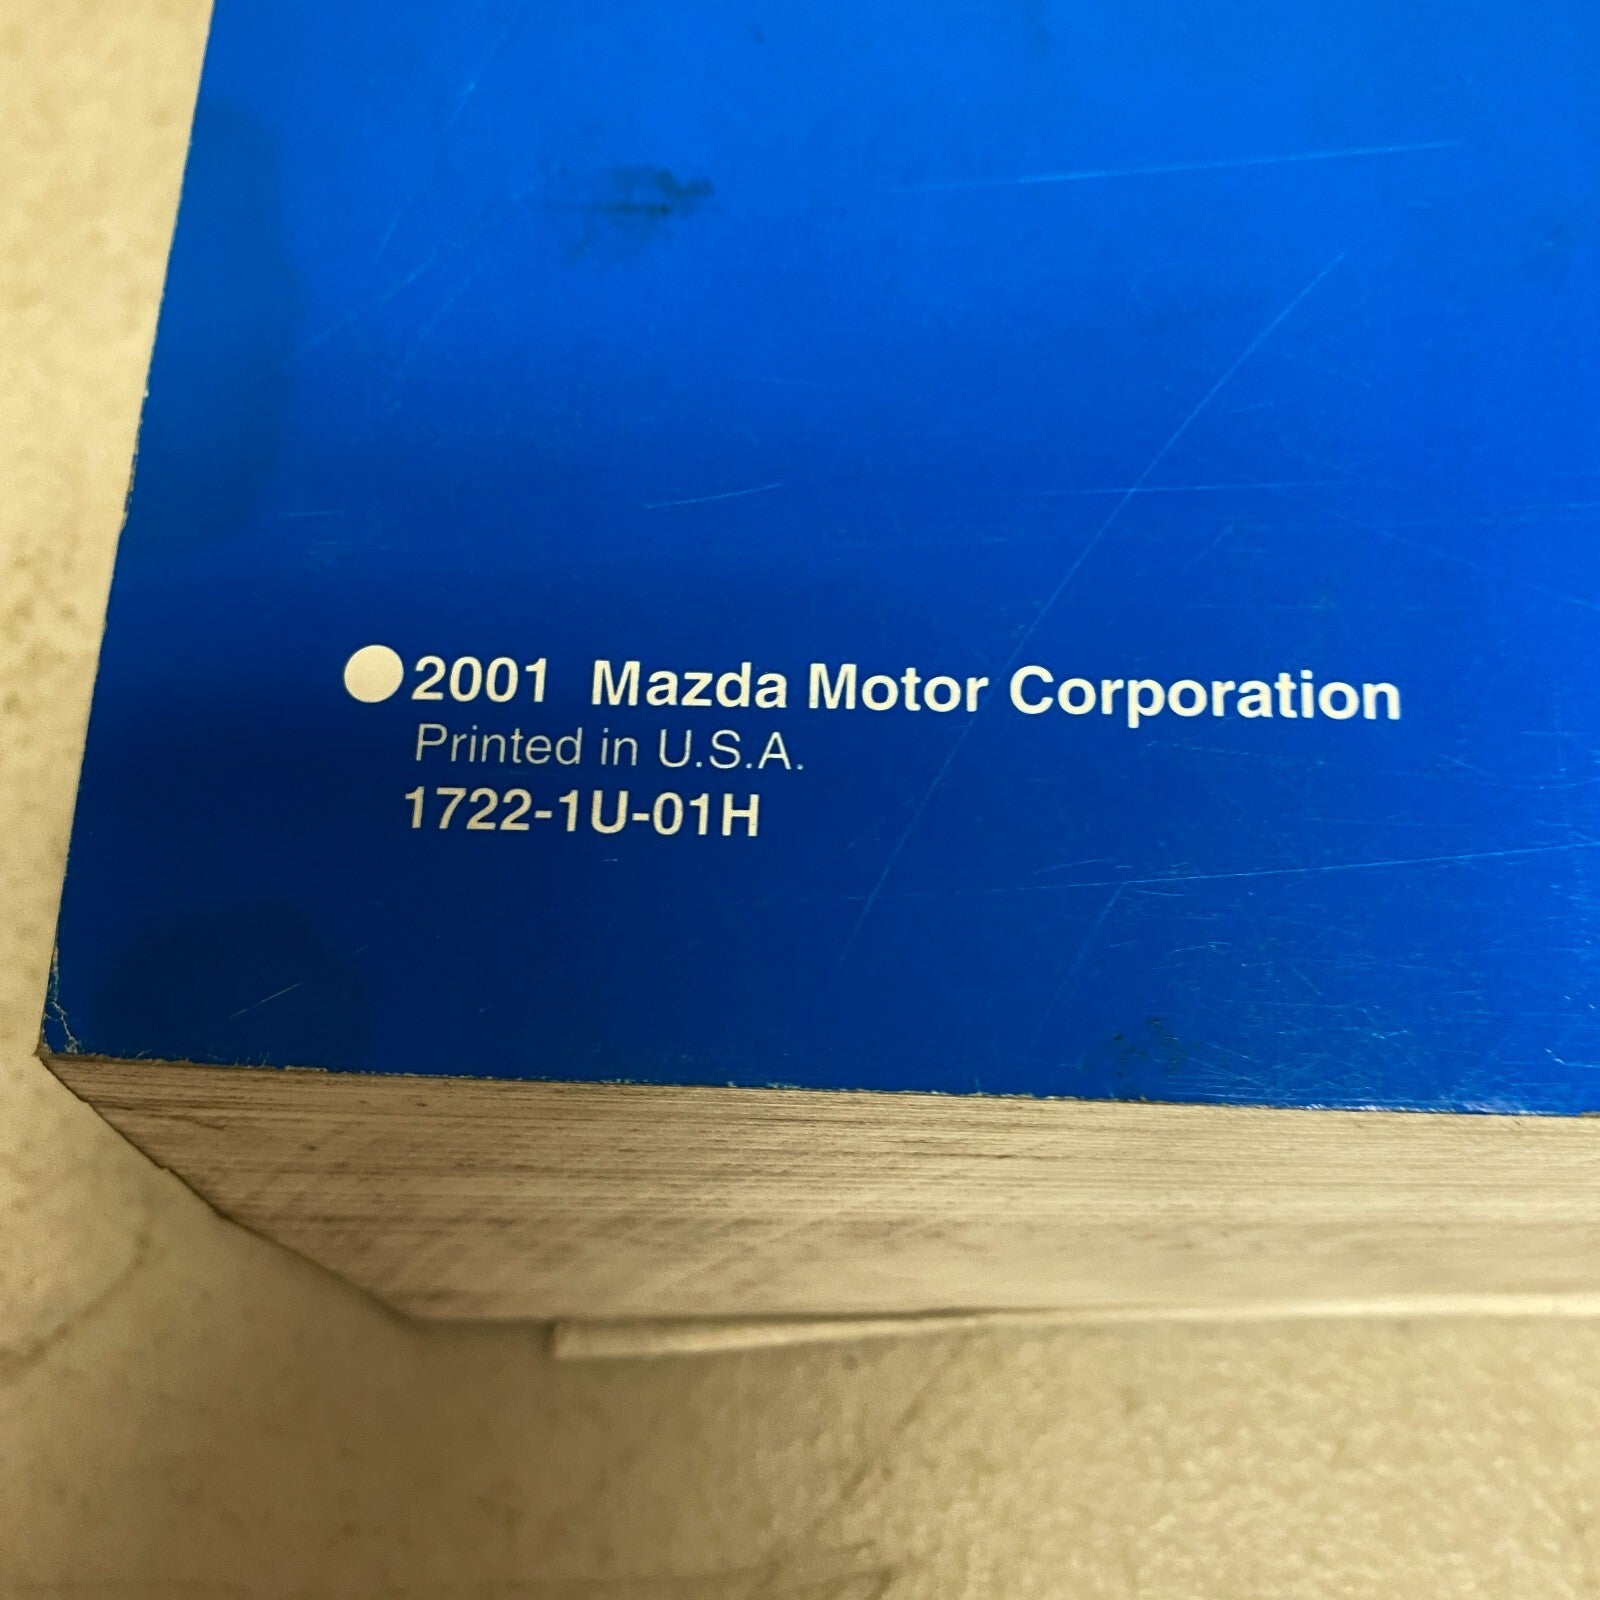 ●2001 Mazda Motor Corporation
Printed in U.S.A.
1722-1U-01H